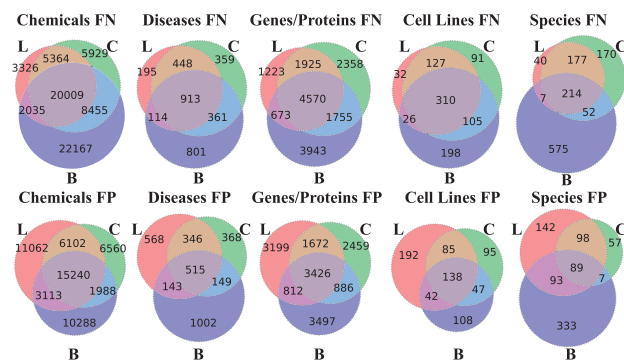 Chemicals FN Diseases FN Genes/Proteins FN Cell Lines FN Species FN
L 5364 5929 C
3326
20009
2035 8455
22167
B
L 448 359 C
195
913
114 361
801
B
L 1925 2358 C
1223
4570
673 1755
3943
B
L 127 91 C
32
310
26 105
198
B
L 177 170 C
40
7 214
52
575
B
Chemicals FP Diseases FP Genes/Proteins FP Cell Lines FP Species FP
L C
11062 6102 6560
15240
3113 1988
10288
B
L C
568 346 368
515
143 149
1002
B
L C
3199 1672 2459
3426
812 886
3497
B
L C
192 85 95
138
42 47
108
B
L 142 C
98 57
89
93 7
333
B